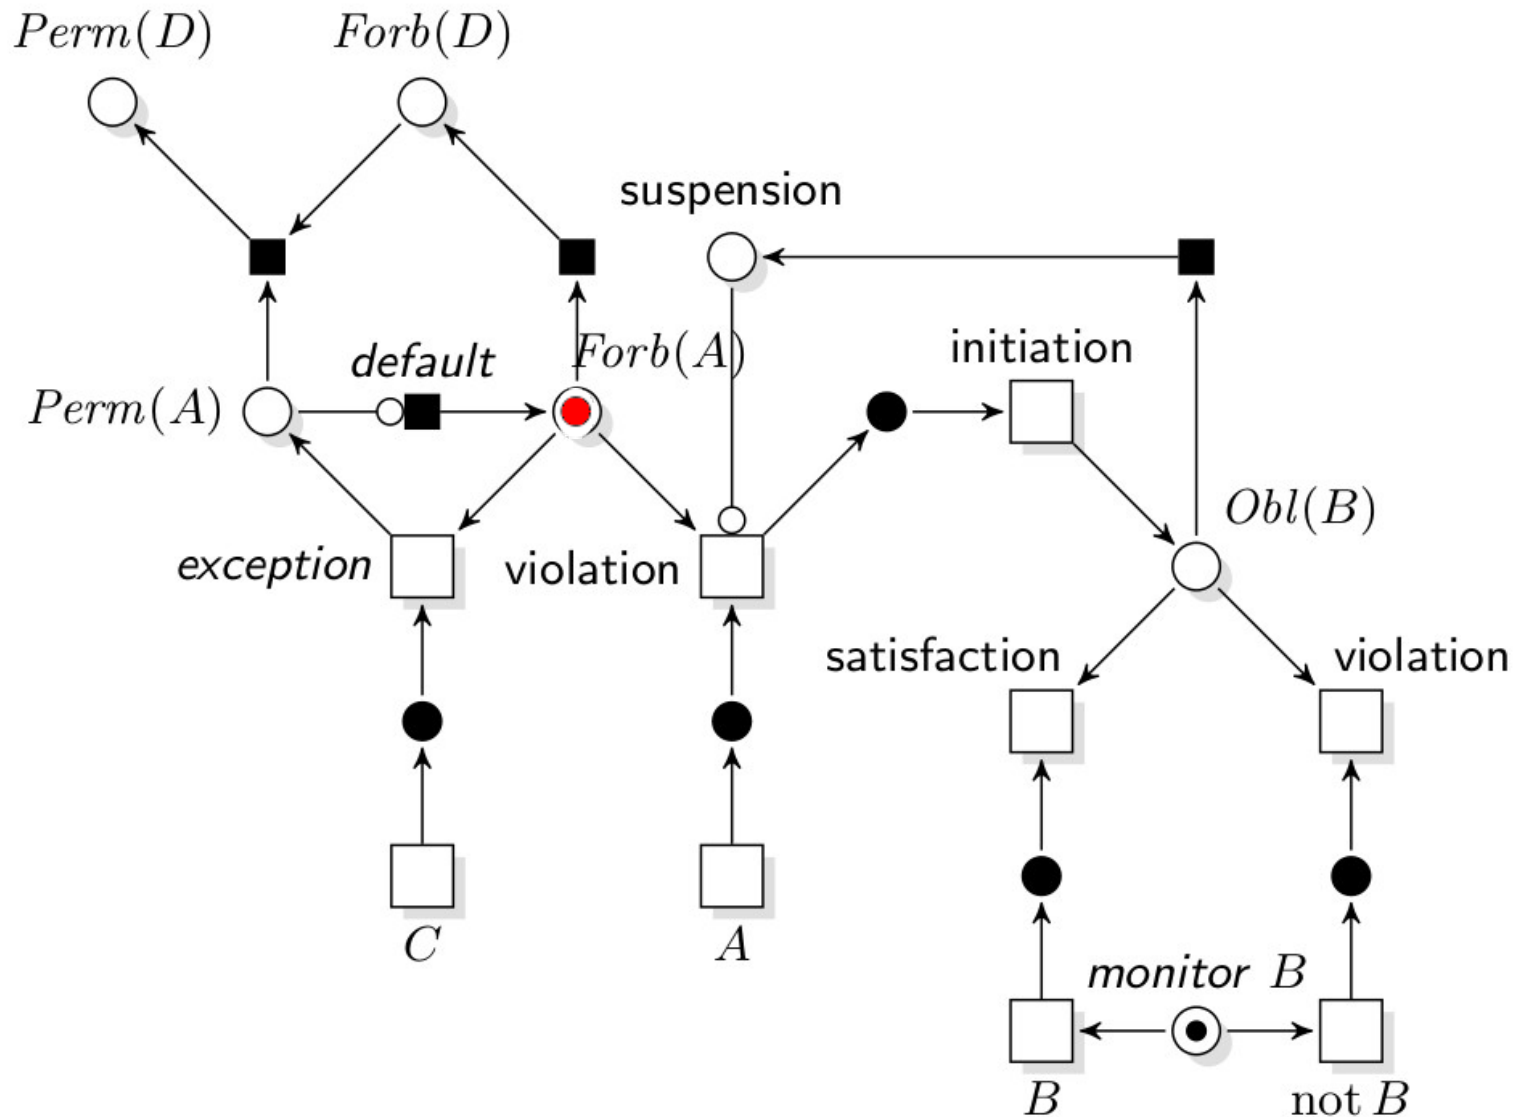 Perm(D)
Forb(D)
suspension
default
Forb(A)
initiation
Perm(A)
Obl(B)
exception
violation
satisfaction
violation
C
A
monitor B
B
not B